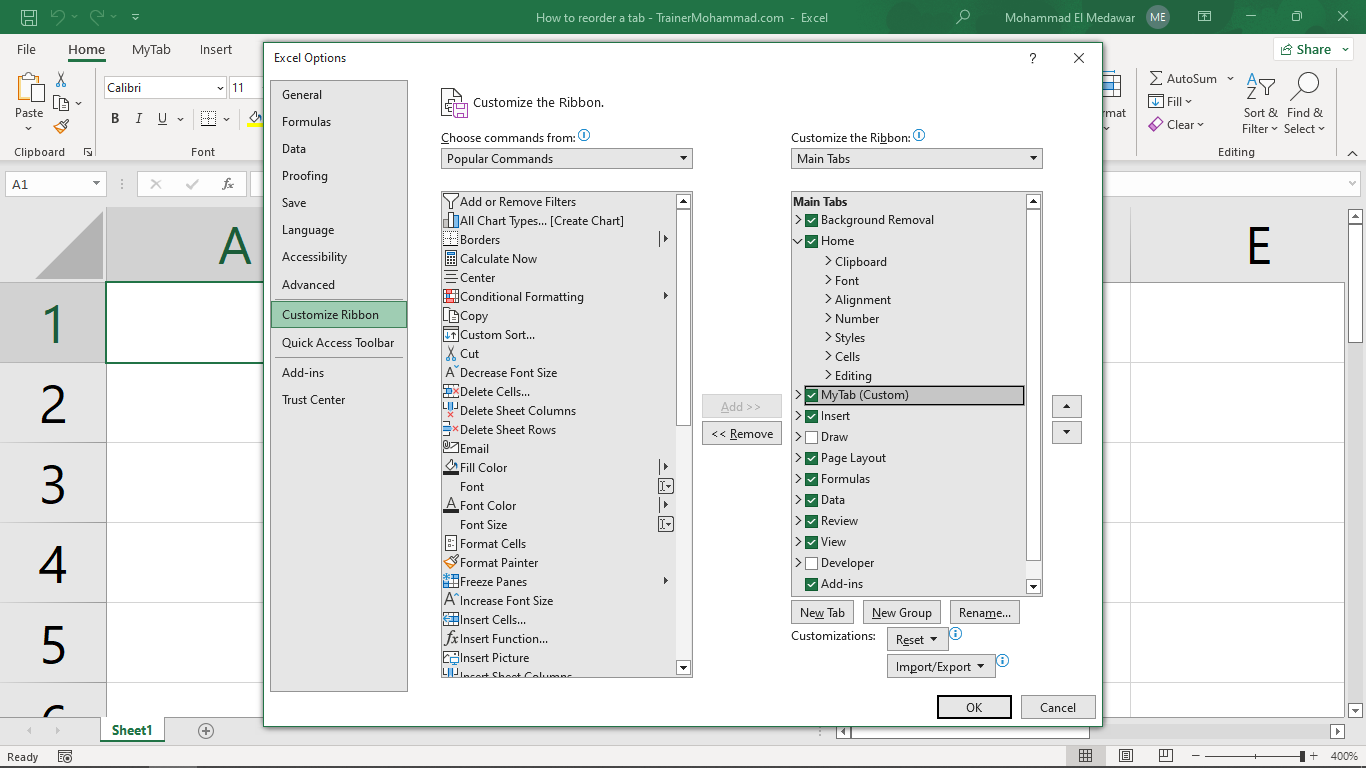 How to reorder a tab - TrainerMohammad.com - Excel
Mohammad El Medawar
ME
File
Home
MyTab
Insert
Share
Paste
Calibri
11
B I U
Clipboard
Font
rmat
AutoSum
Fill
Clear
Sort & Filter
Find & Select
Editing
A1
fx
A
E
1
2
3
4
5
6
Excel Options
?
General
Formulas
Data
Proofing
Save
Language
Accessibility
Advanced
Customize Ribbon
Quick Access Toolbar
Add-ins
Trust Center
Customize the Ribbon.
Choose commands from:
Popular Commands
Add or Remove Filters
All Chart Types... [Create Chart]
Borders
Calculate Now
Center
Conditional Formatting
Copy
Custom Sort...
Cut
Decrease Font Size
Delete Cells...
Delete Sheet Columns
Delete Sheet Rows
Email
Fill Color
Font
Font Color
Font Size
Format Cells
Format Painter
Freeze Panes
Increase Font Size
Insert Cells...
Insert Function...
Insert Picture
Insert Sheet Columns
Add >>
<< Remove
Customize the Ribbon:
Main Tabs
Main Tabs
Background Removal
Home
Clipboard
Font
Alignment
Number
Styles
Cells
Editing
MyTab (Custom)
Insert
Draw
Page Layout
Formulas
Data
Review
View
Developer
Add-ins
New Tab
New Group
Rename...
Customizations:
Reset
Import/Export
OK
Cancel
Sheet1
Ready
400%